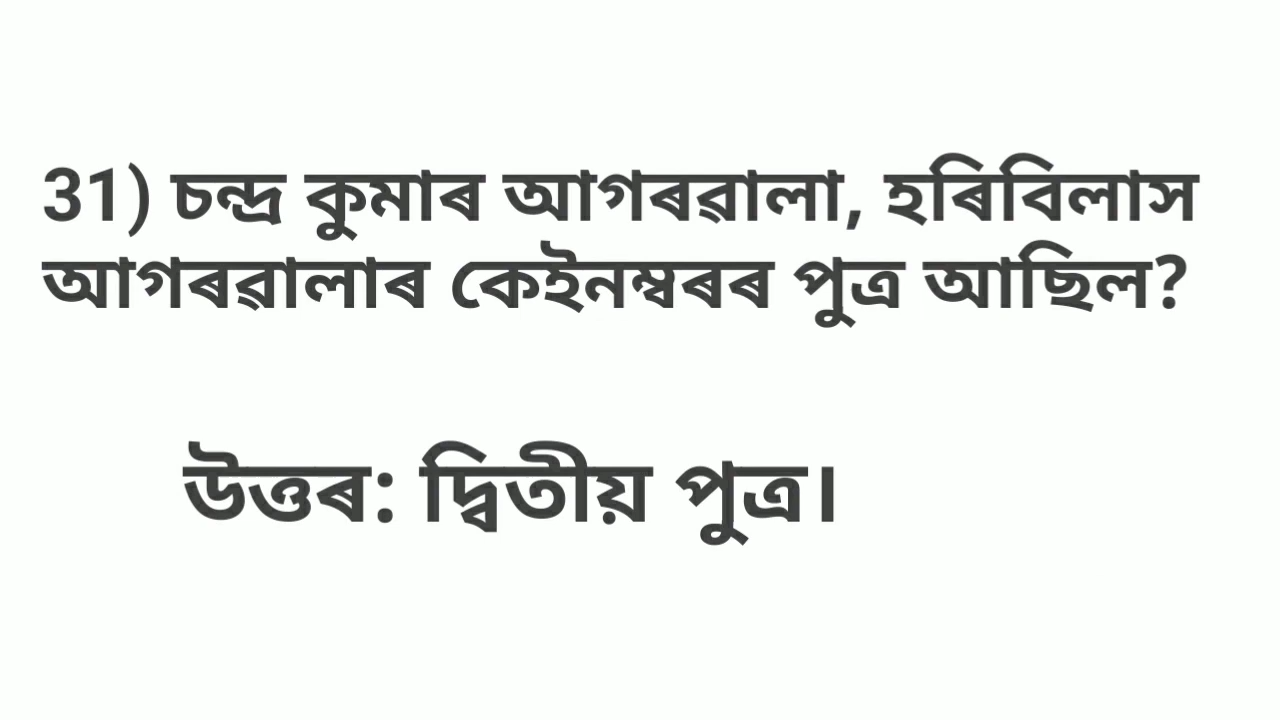 31) চন্দ্ৰ কুমাৰ আগৰৱালা, হৰিবিলাস
আগৰৱালাৰ কেইনম্বৰৰ পুত্ৰ আছিল?
উত্তৰ: দ্বিতীয় পুত্ৰ।